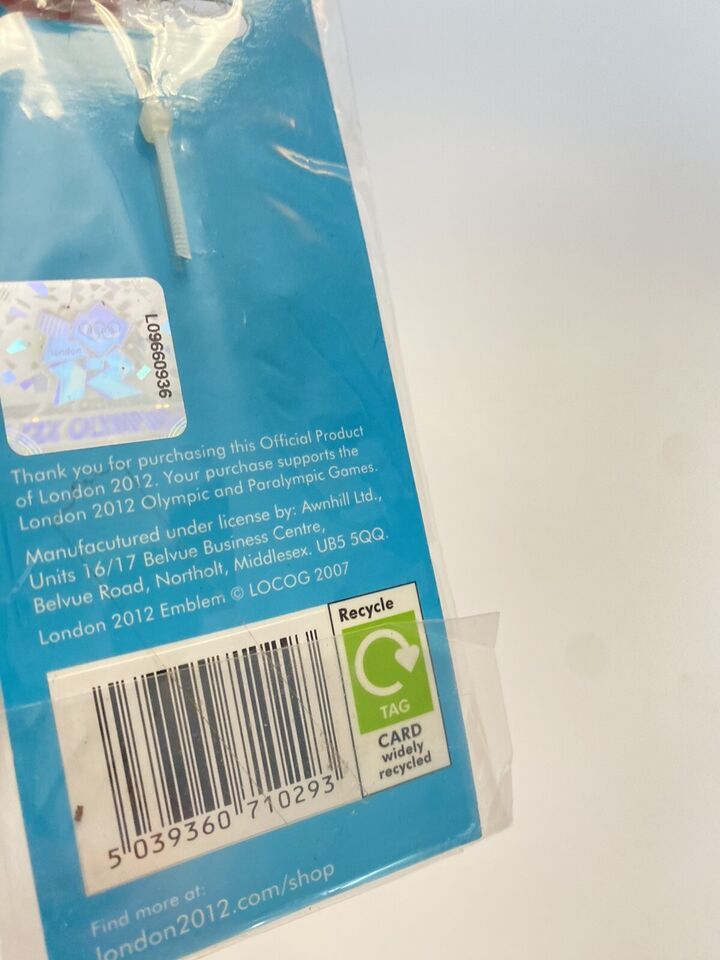 london
L09660936
XXX OLYMPIC
Thank you for purchasing this Official Product
of London 2012. Your purchase supports the
London 2012 Olympic and Paralympic Games.
Manufacutured under license by: Awnhill Ltd.,
Units 16/17 Belvue Business Centre,
Belvue Road, Northolt, Middlesex. UB5 5QQ.
London 2012 Emblem © LOCOG 2007
Recycle
TAG
CARD
widely
recycled
5 039360 710293
Find more at:
london2012.com/shop